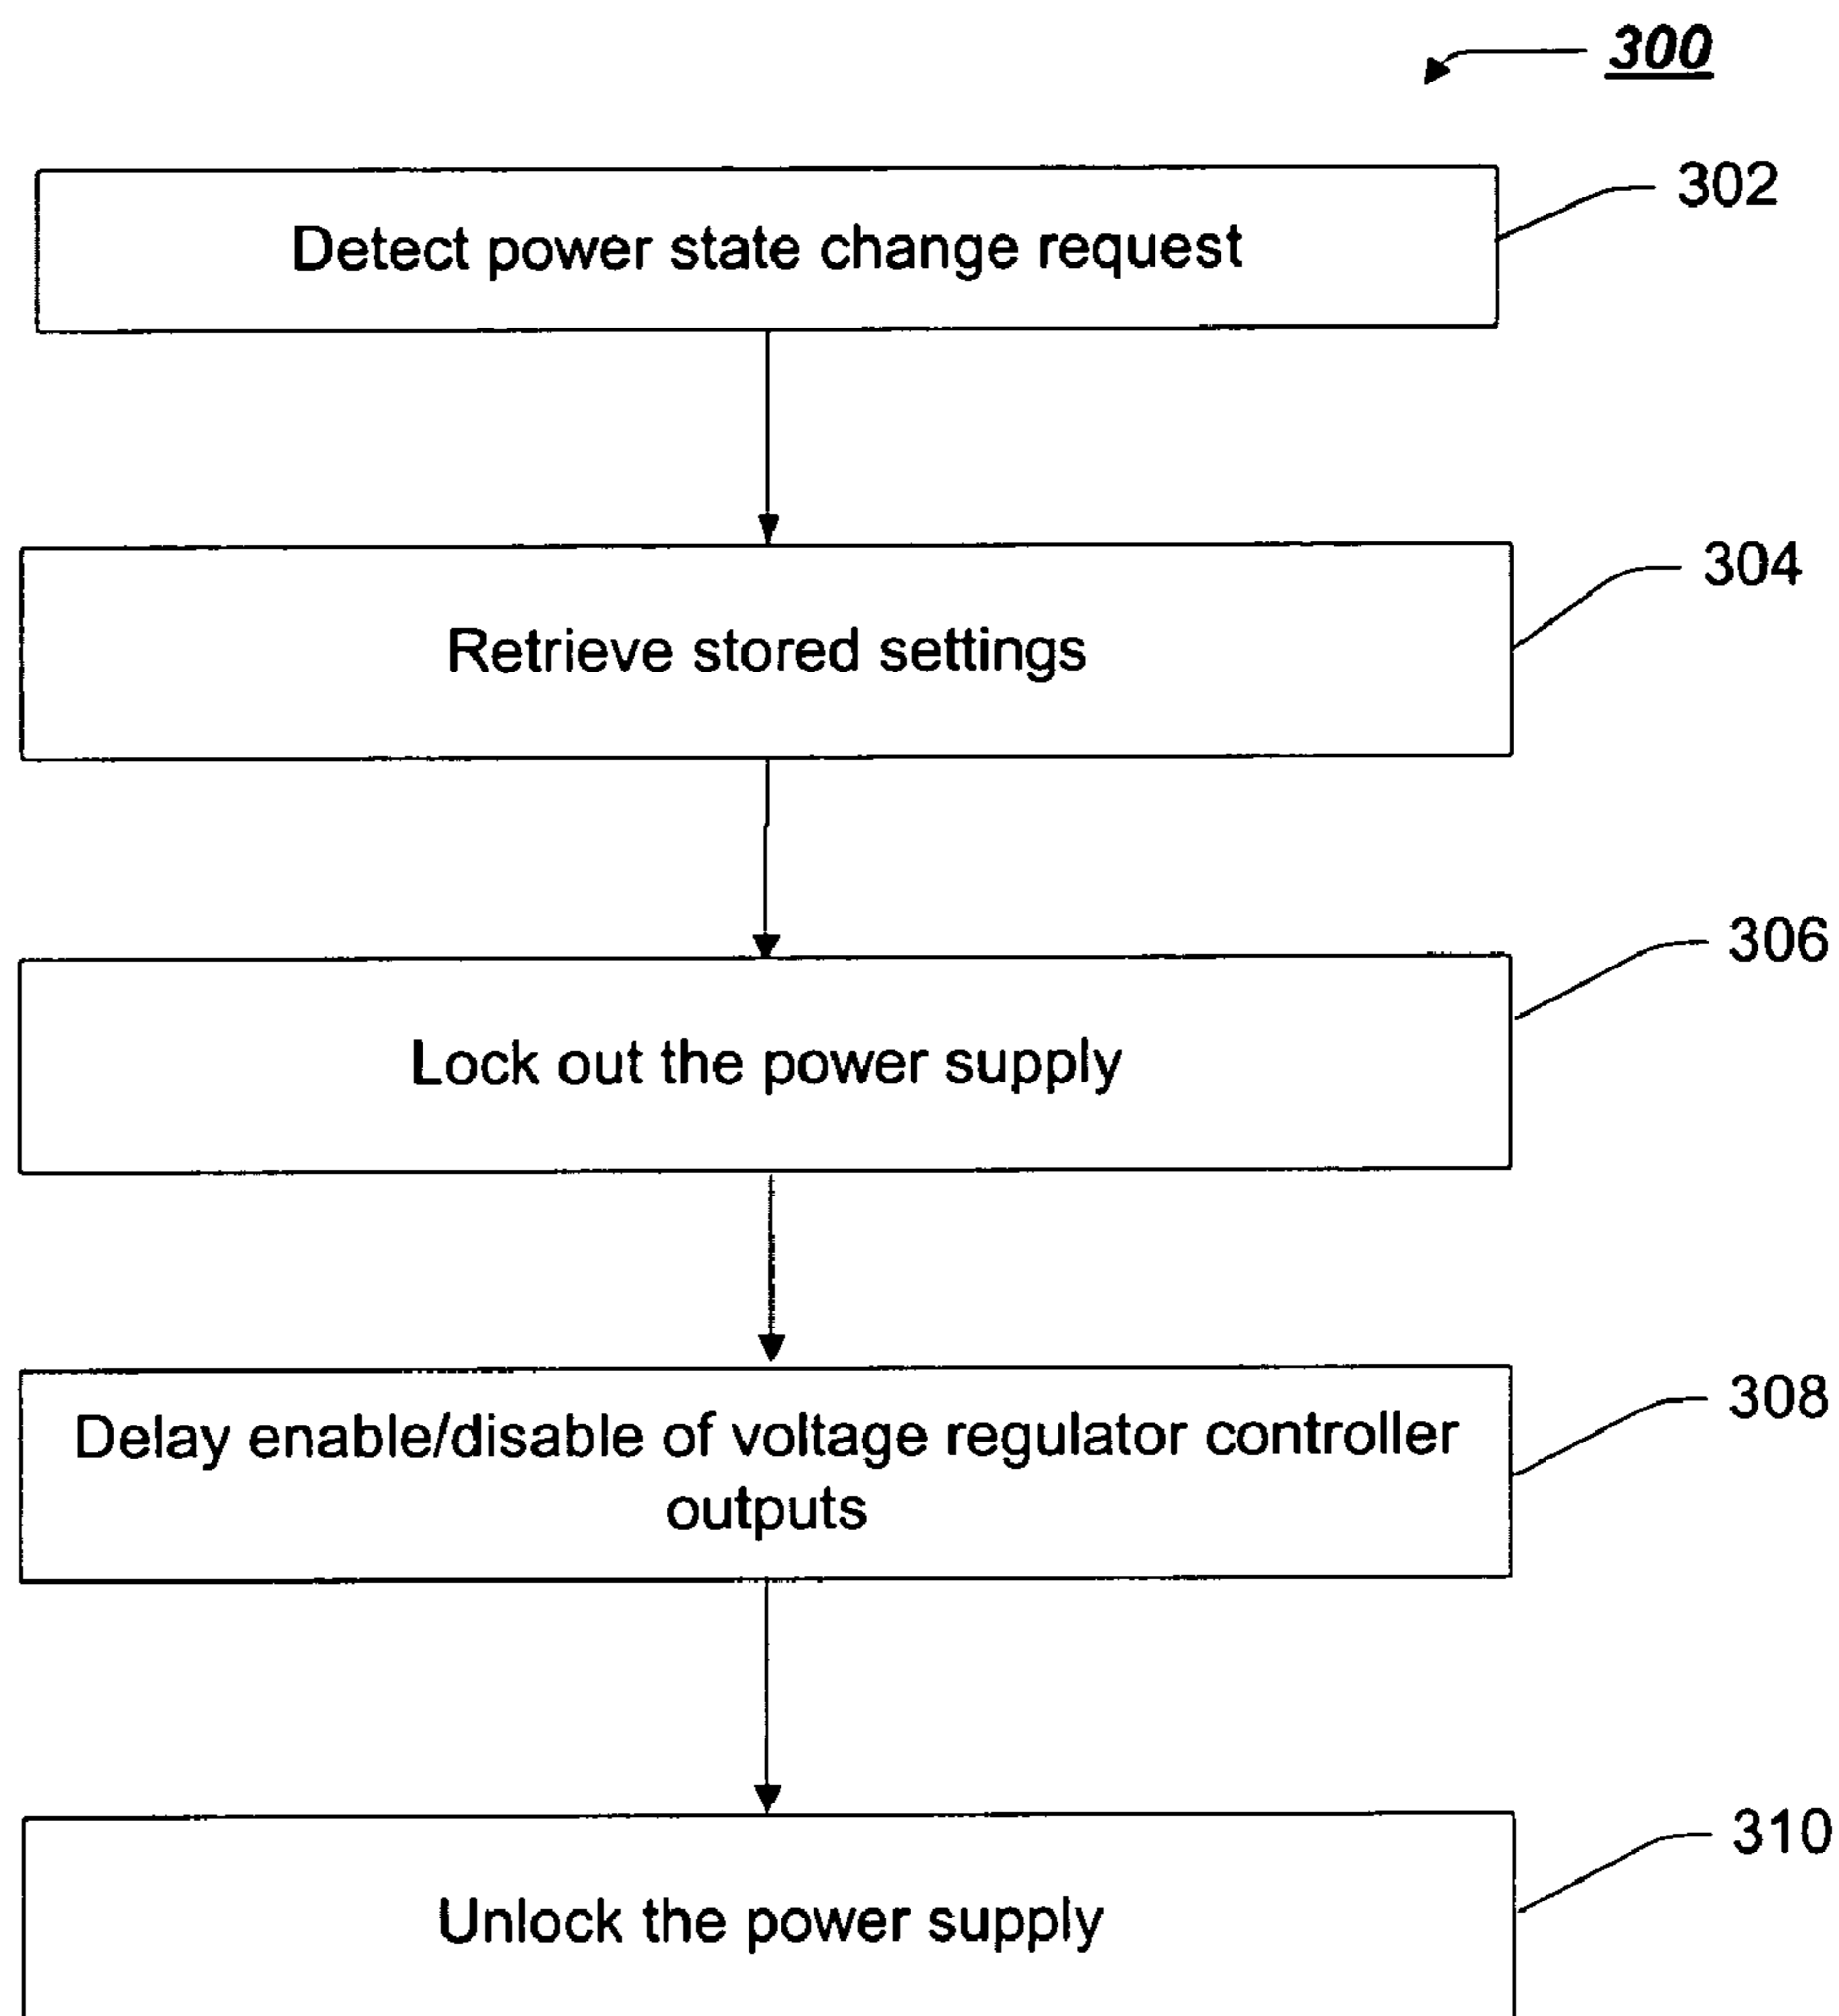 300
Detect power state change request
302
Retrieve stored settings
304
Lock out the power supply
306
Delay enable/disable of voltage regulator controller
outputs
308
Unlock the power supply
310